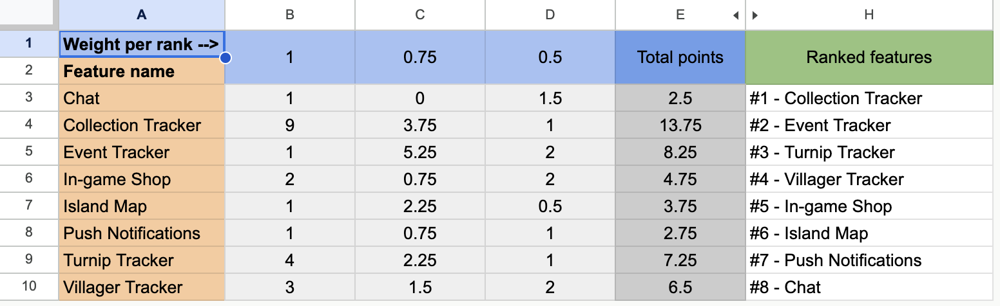 A B C D E H
1 Weight per rank --> 1 0.75 0.5 Total points Ranked features
2 Feature name
3 Chat 1 0 1.5 2.5 #1 - Collection Tracker
4 Collection Tracker 9 3.75 1 13.75 #2 - Event Tracker
5 Event Tracker 1 5.25 2 8.25 #3 - Turnip Tracker
6 In-game Shop 2 0.75 2 4.75 #4 - Villager Tracker
7 Island Map 1 2.25 0.5 3.75 #5 - In-game Shop
8 Push Notifications 1 0.75 1 2.75 #6 - Island Map
9 Turnip Tracker 4 2.25 1 7.25 #7 - Push Notifications
10 Villager Tracker 3 1.5 2 6.5 #8 - Chat